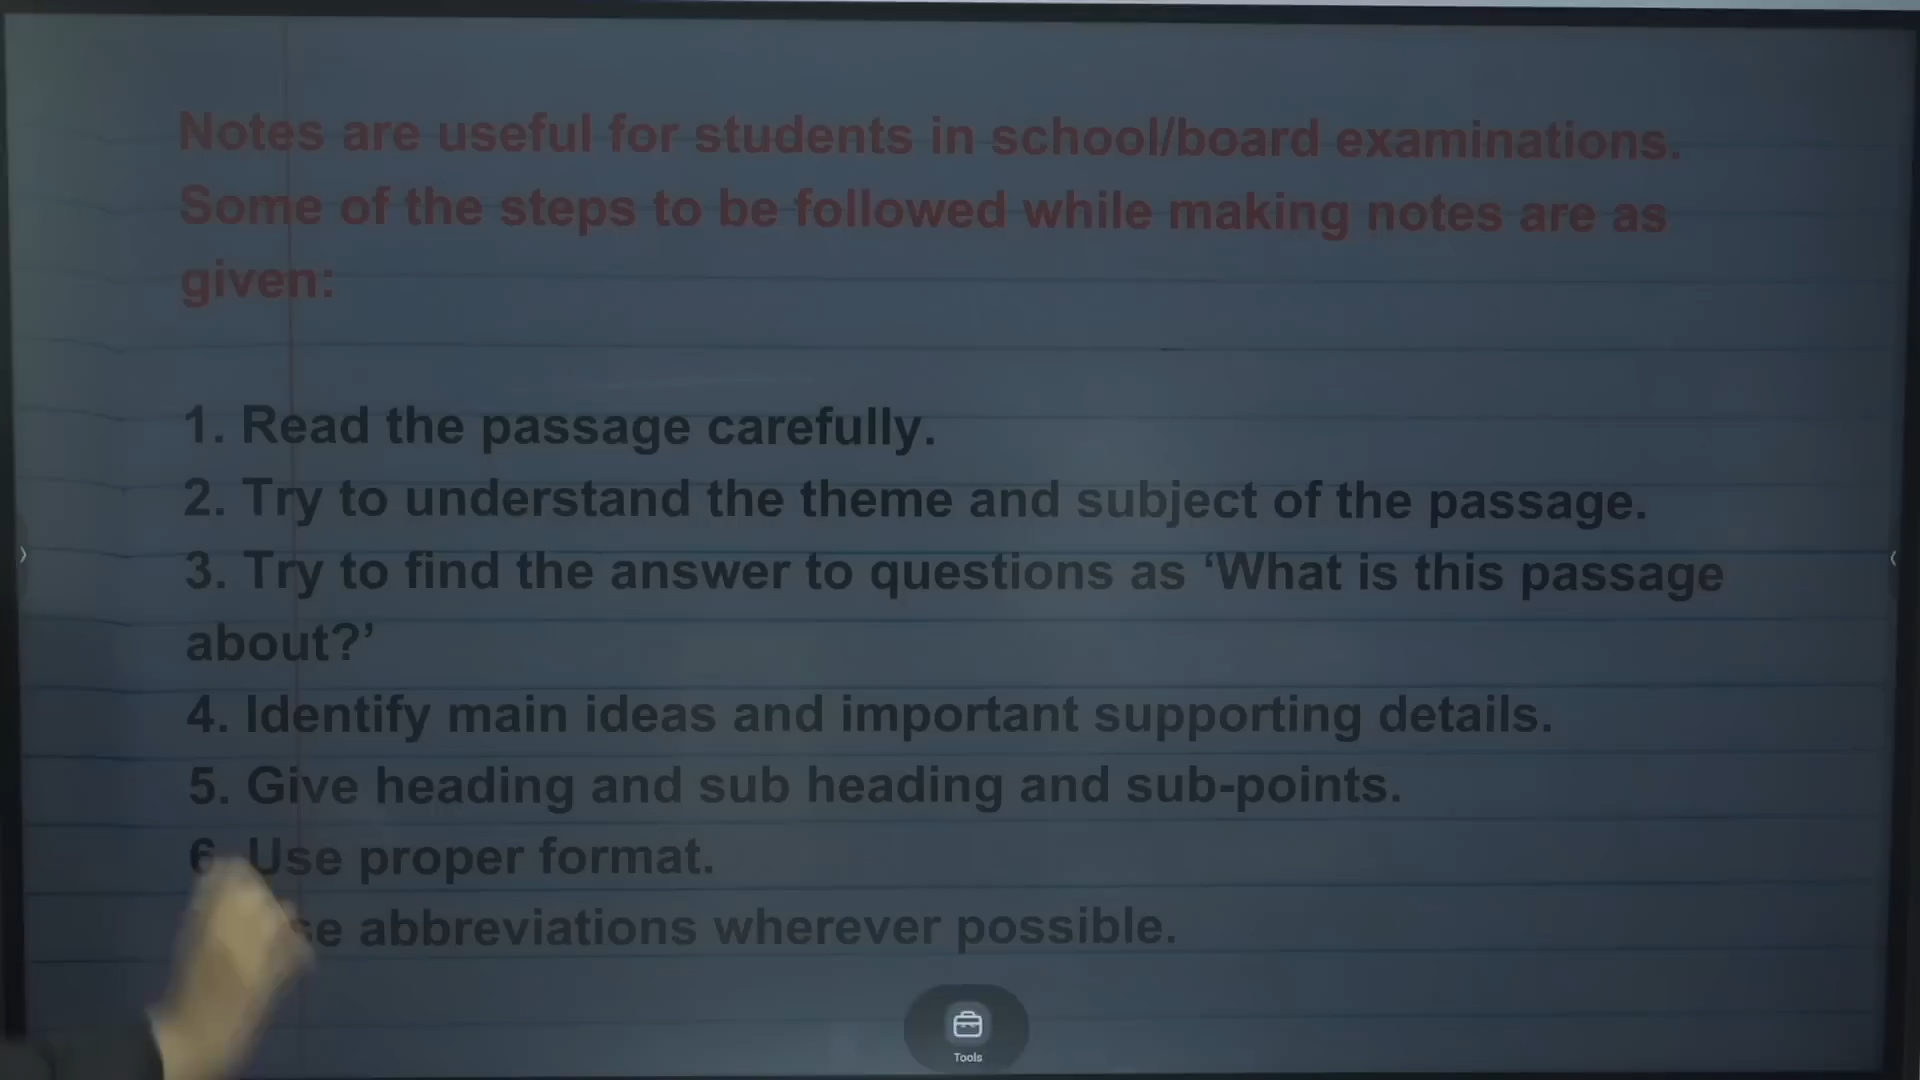 Notes are useful for students in school/board examinations.
Some of the steps to be followed while making notes are as
given:
1. Read the passage carefully.
2. Try to understand the theme and subject of the passage.
3. Try to find the answer to questions as ‘What is this passage
about?’
4. Identify main ideas and important supporting details.
5. Give heading and sub heading and sub-points.
6. Use proper format.
abbreviations wherever possible.
Tools